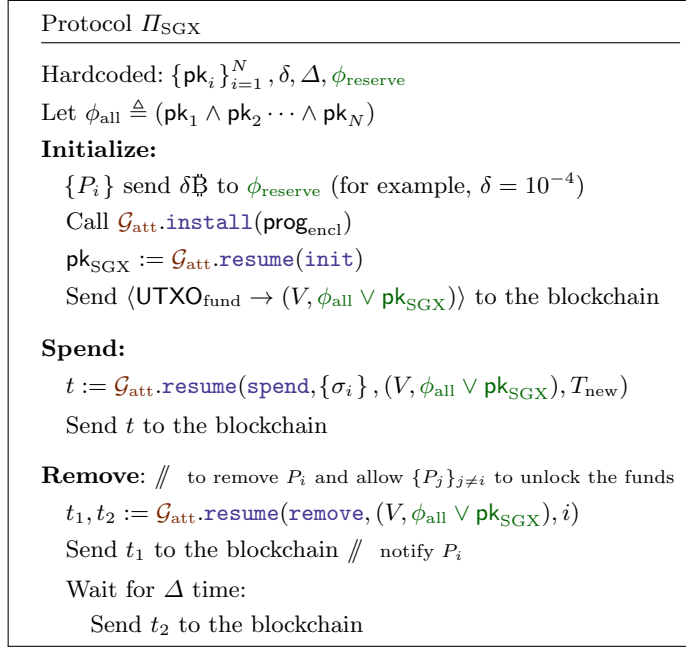 Protocol Π_SGX
Hardcoded: {pk_i}_{i=1}^N, δ, Δ, ϕ_reserve
Let ϕ_all ≜ (pk_1 ∧ pk_2 ⋯ ∧ pk_N)
Initialize:
{P_i} send δ₿ to ϕ_reserve (for example, δ = 10^{-4})
Call 𝒢_att.install(prog_encl)
pk_SGX := 𝒢_att.resume(init)
Send ⟨UTXO_fund → (V, ϕ_all ∨ pk_SGX)⟩ to the blockchain
Spend:
t := 𝒢_att.resume(spend, {σ_i}, (V, ϕ_all ∨ pk_SGX), T_new)
Send t to the blockchain
Remove: // to remove P_i and allow {P_j}_{j≠i} to unlock the funds
t_1, t_2 := 𝒢_att.resume(remove, (V, ϕ_all ∨ pk_SGX), i)
Send t_1 to the blockchain // notify P_i
Wait for Δ time:
Send t_2 to the blockchain